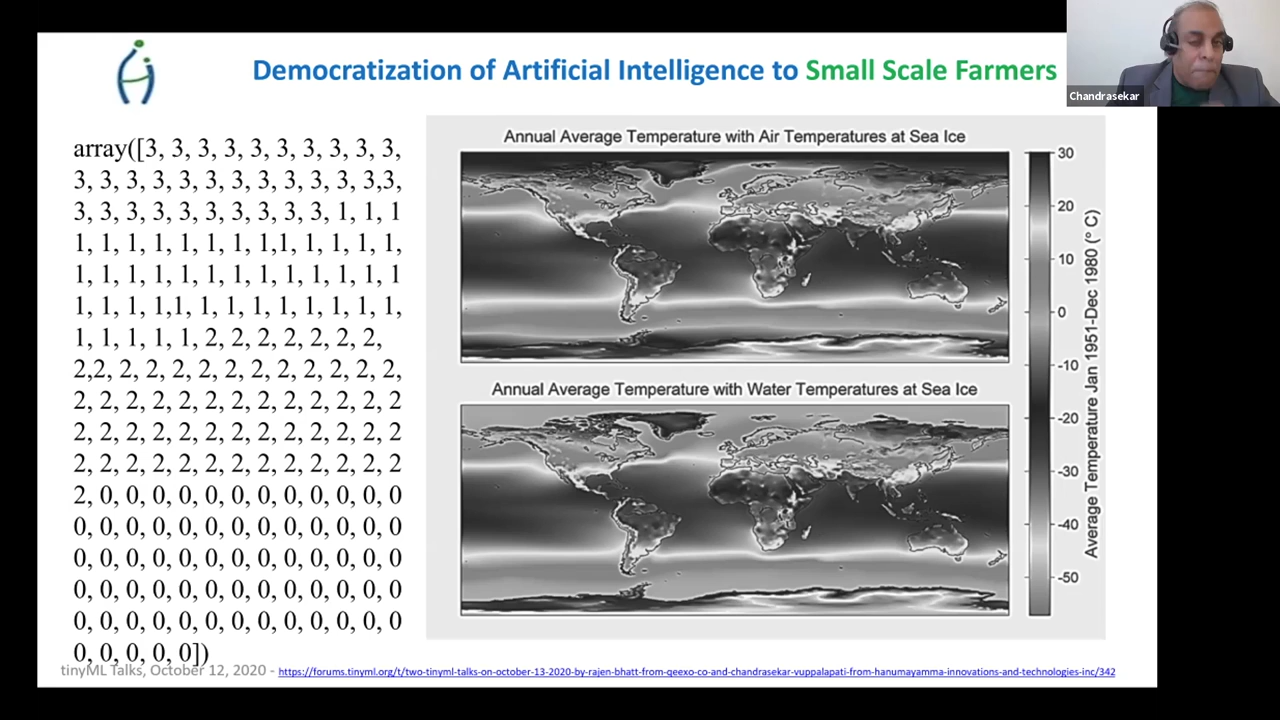 Democratization of Artificial Intelligence to Small Scale Farmers
Chandrasekar
array([3, 3, 3, 3, 3, 3, 3, 3, 3, 3,
3, 3, 3, 3, 3, 3, 3, 3, 3, 3, 3, 3,3,
3, 3, 3, 3, 3, 3, 3, 3, 3, 3, 1, 1, 1
1, 1, 1, 1, 1, 1, 1, 1,1, 1, 1, 1, 1,
1, 1, 1, 1, 1, 1, 1, 1, 1, 1, 1, 1, 1
1, 1, 1, 1,1, 1, 1, 1, 1, 1, 1, 1, 1,
1, 1, 1, 1, 1, 2, 2, 2, 2, 2, 2, 2,
2,2, 2, 2, 2, 2, 2, 2, 2, 2, 2, 2, 2,
2, 2, 2, 2, 2, 2, 2, 2, 2, 2, 2, 2, 2
2, 2, 2, 2, 2, 2, 2, 2, 2, 2, 2, 2, 2
2, 2, 2, 2, 2, 2, 2, 2, 2, 2, 2, 2, 2
2, 0, 0, 0, 0, 0, 0, 0, 0, 0, 0, 0, 0
0, 0, 0, 0, 0, 0, 0, 0, 0, 0, 0, 0, 0
0, 0, 0, 0, 0, 0, 0, 0, 0, 0, 0, 0, 0
0, 0, 0, 0, 0, 0, 0, 0, 0, 0, 0, 0, 0
0, 0, 0, 0, 0, 0, 0, 0, 0, 0, 0, 0, 0
0, 0, 0, 0, 0])
Annual Average Temperature with Air Temperatures at Sea Ice
Annual Average Temperature with Water Temperatures at Sea Ice
30
20
10
0
-10
-20
-30
-40
-50
Average Temperature Jan 1951-Dec 1980 (° C)
tinyML Talks, October 12, 2020 - https://forums.tinyml.org/t/two-tinyml-talks-on-october-13-2020-by-rajen-bhatt-from-qeexo-co-and-chandrasekar-vuppalapati-from-hanumayamma-innovations-and-technologies-inc/342